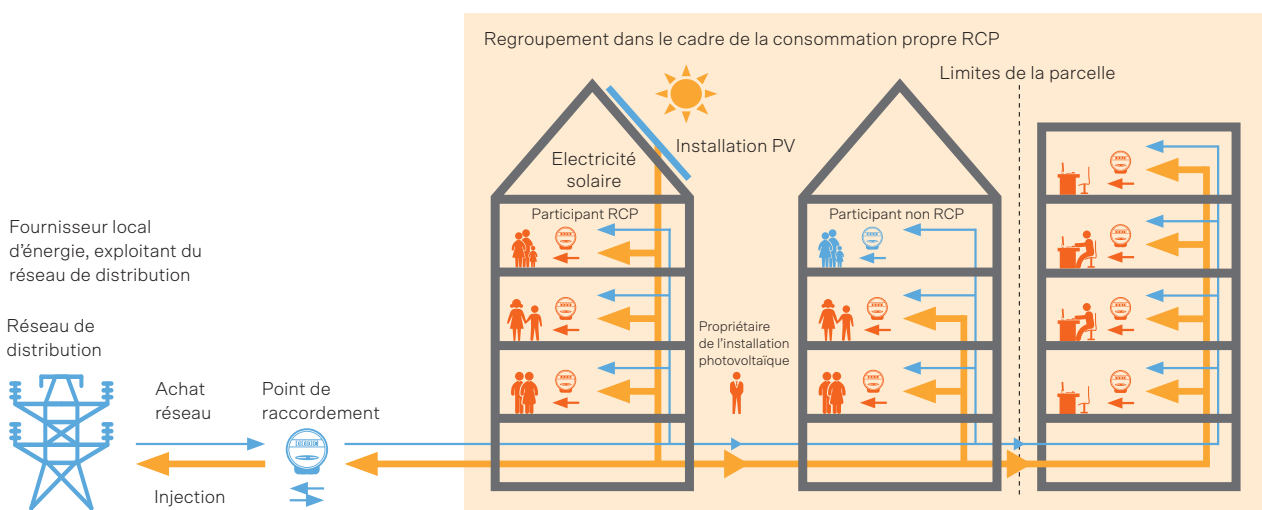 Regroupement dans le cadre de la consommation propre RCP
Limites de la parcelle
Installation PV
Electricité
solaire
Participant RCP
Participant non RCP
Fournisseur local
d’énergie, exploitant du
réseau de distribution
Réseau de
distribution
Propriétaire
de l’installation
photovoltaïque
Achat
réseau
Point de
raccordement
Injection